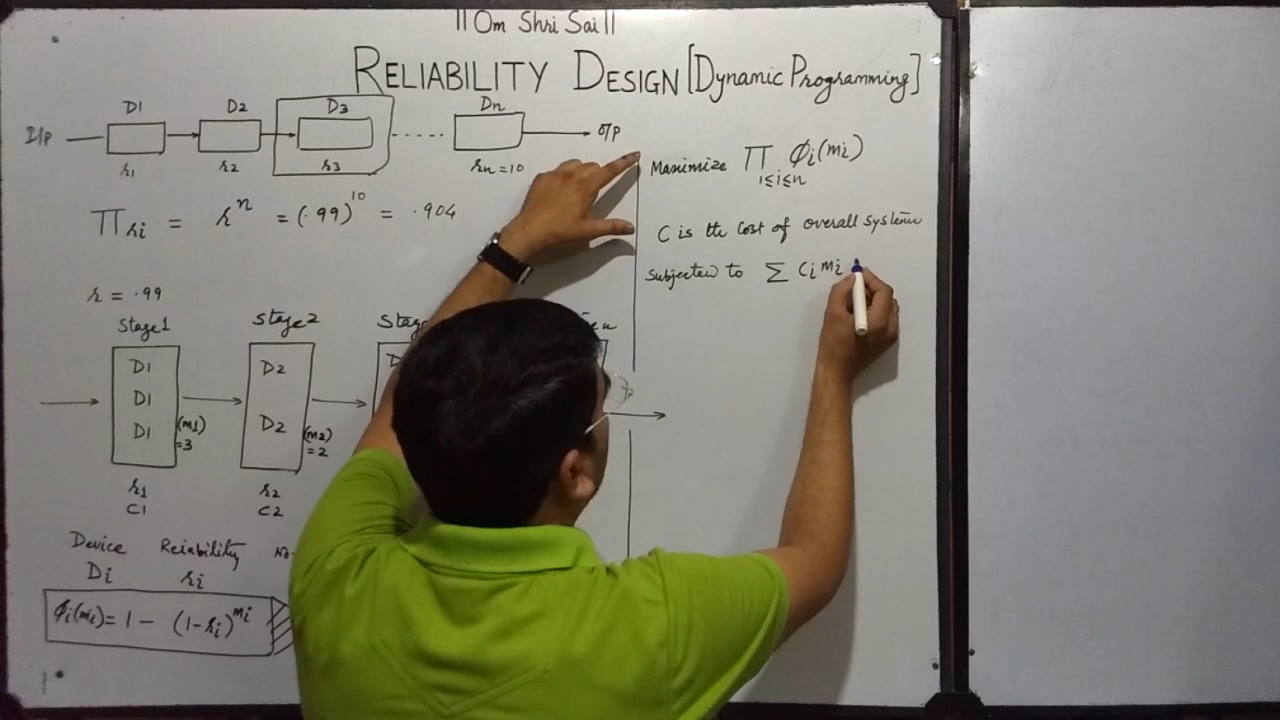 || Om Shri Sai ||
RELIABILITY DESIGN [Dynamic Programming]
D1 D2 D3 Dn
I/P ..... O/P
r1 r2 r3 rn = 10
∏ ri = r^n = (.99)^10 = .904
r = .99
Stage1 Stage2
D1 D2
D1
D1 D2
(m1) =3 (m2) =2
r1 r2
C1 C2
Device Reiability No.
Di ri
ϕi(mi) = 1 - (1-ri)^mi
Maximize ∏ ϕi(mi)
1≤i≤n
C is the Cost of overall system
Subjected to ∑ Ci mi